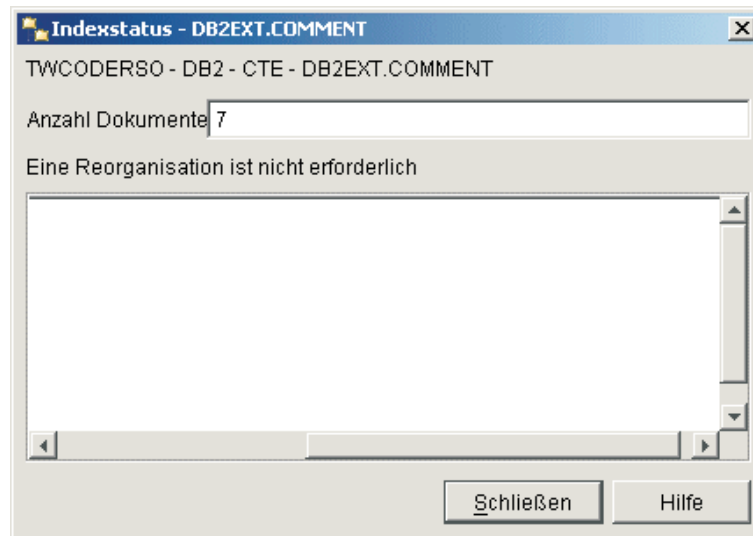 Indexstatus - DB2EXT.COMMENT
TWCODERSO - DB2 - CTE - DB2EXT.COMMENT
Anzahl Dokumente 7
Eine Reorganisation ist nicht erforderlich
Schließen Hilfe